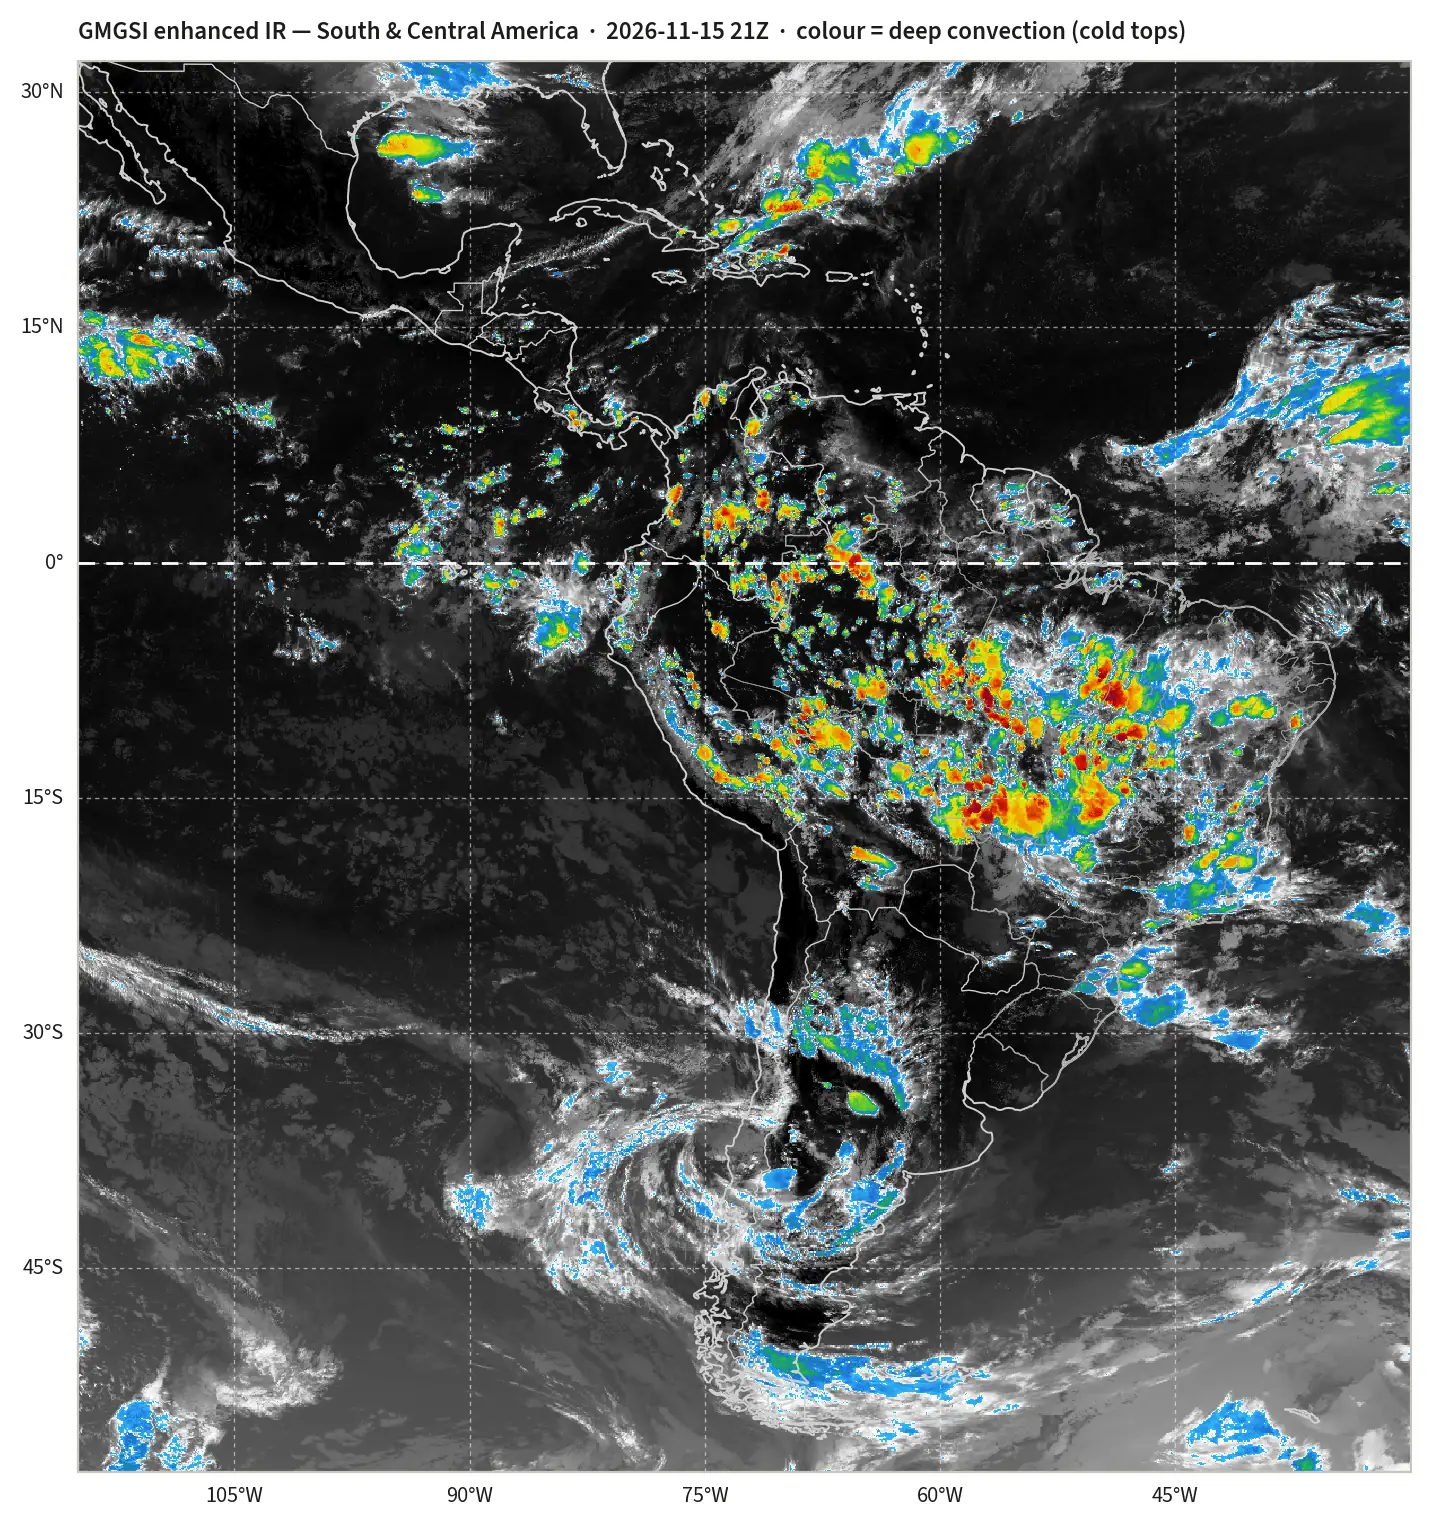 GMGSI enhanced IR — South & Central America · 2026-11-15 21Z · colour = deep convection (cold tops)
30°N
15°N
0°
15°S
30°S
45°S
105°W
90°W
75°W
60°W
45°W